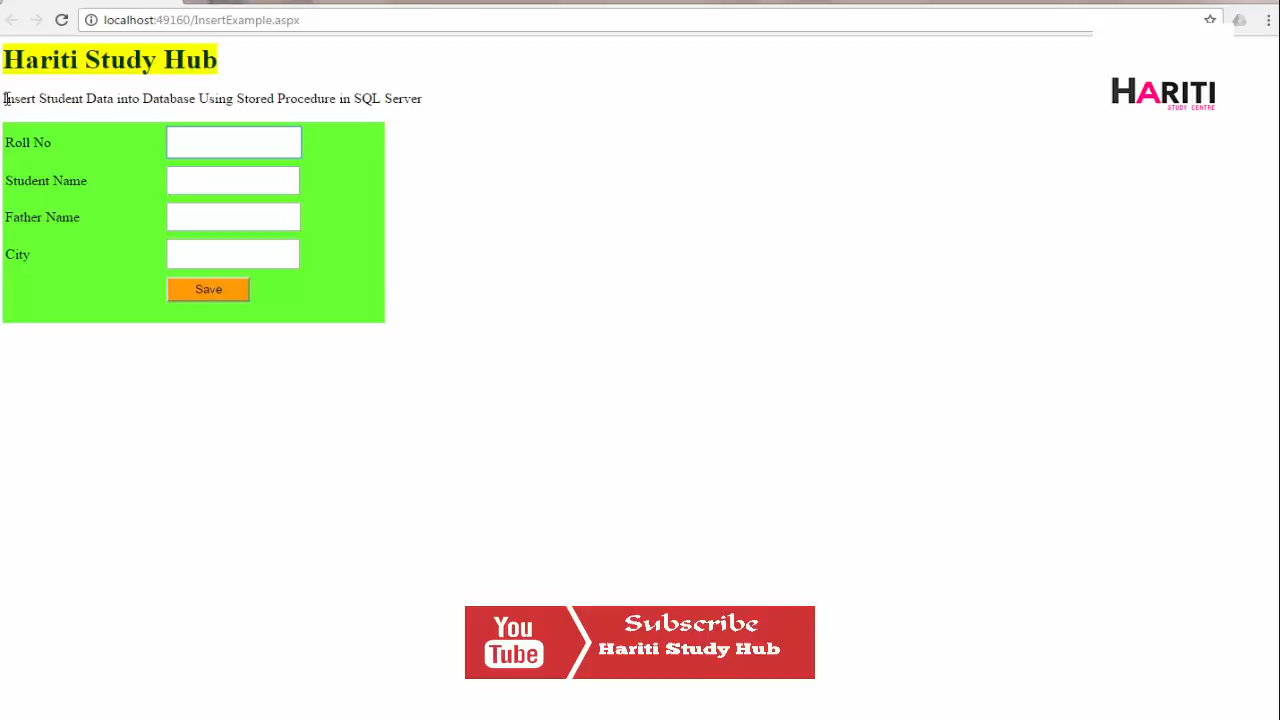 localhost:49160/InsertExample.aspx
Hariti Study Hub
HARITI
STUDY CENTRE
Insert Student Data into Database Using Stored Procedure in SQL Server
Roll No
Student Name
Father Name
City
Save
You Tube
Subscribe
Hariti Study Hub